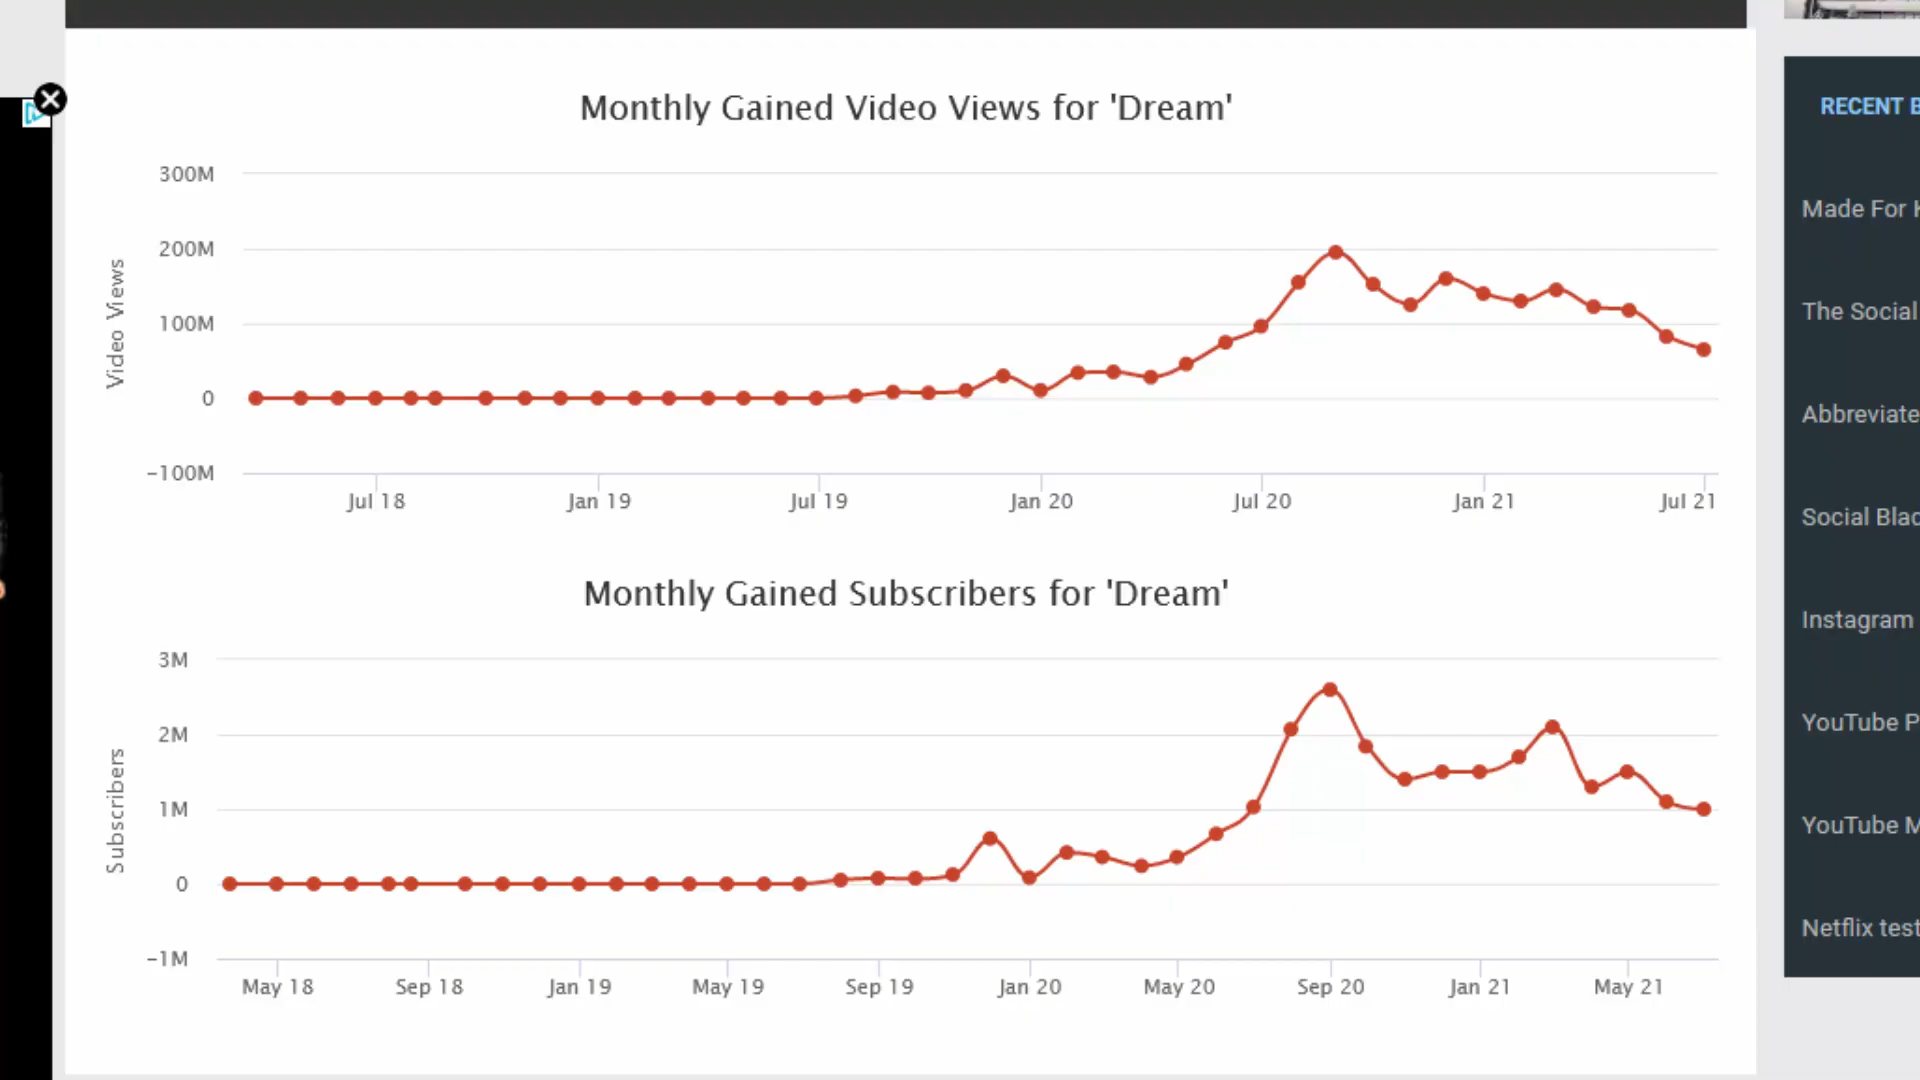 Monthly Gained Video Views for 'Dream'
300M
200M
100M
0
-100M
Video Views
Jul 18
Jan 19
Jul 19
Jan 20
Jul 20
Jan 21
Jul 21
Monthly Gained Subscribers for 'Dream'
3M
2M
1M
0
-1M
Subscribers
May 18
Sep 18
Jan 19
May 19
Sep 19
Jan 20
May 20
Sep 20
Jan 21
May 21
RECENT B
Made For
The Social
Abbreviate
Social Blad
Instagram
YouTube P
YouTube M
Netflix test